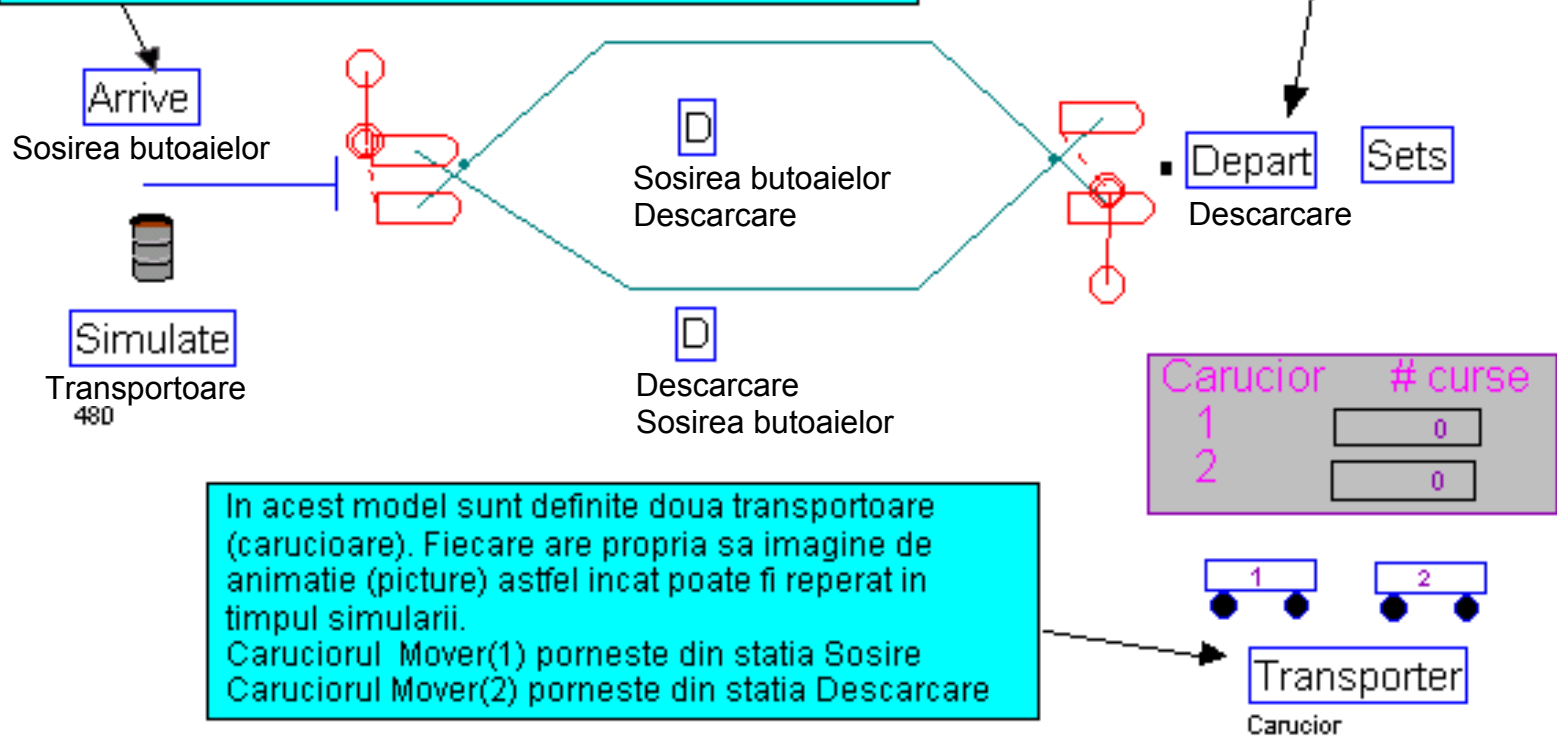 Arrive
Sosirea butoaielor
D
Sosirea butoaielor
Descarcare
Depart
Descarcare
Sets
Simulate
Transportoare
480
D
Descarcare
Sosirea butoaielor
Carucior # curse
1 0
2 0
In acest model sunt definite doua transportoare
(carucioare). Fiecare are propria sa imagine de
animatie (picture) astfel incat poate fi reperat in
timpul simularii.
Caruciorul Mover(1) porneste din statia Sosire
Caruciorul Mover(2) porneste din statia Descarcare
1 2
Transporter
Carucior